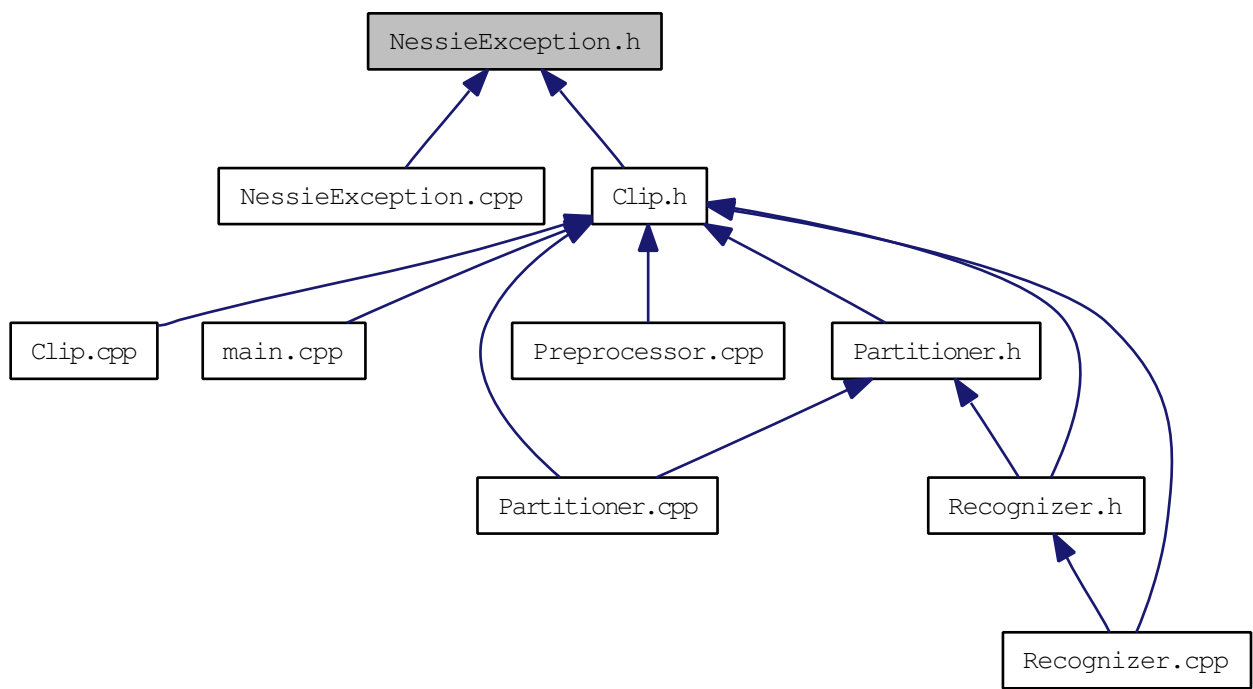 NessieException.h
NessieException.cpp
Clip.h
Clip.cpp
main.cpp
Preprocessor.cpp
Partitioner.h
Partitioner.cpp
Recognizer.h
Recognizer.cpp